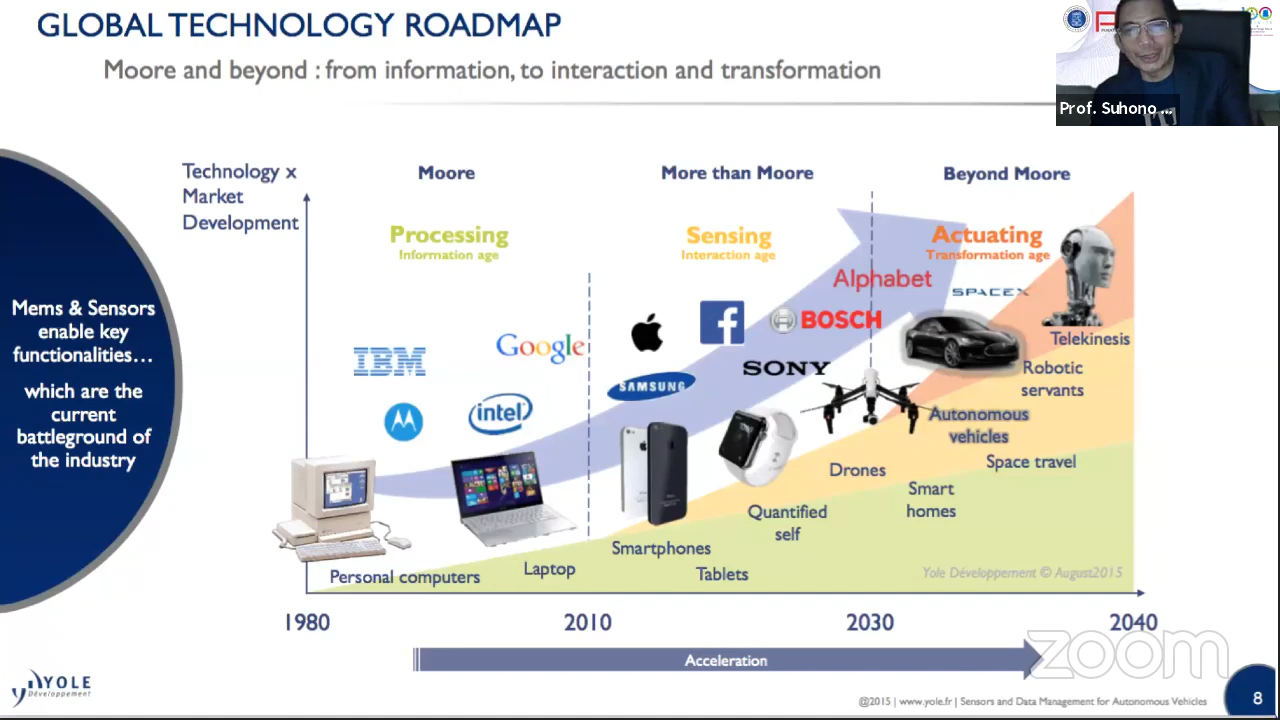 GLOBAL TECHNOLOGY ROADMAP
Moore and beyond : from information, to interaction and transformation
Prof. Suhono ...
Technology x
Market
Development
Moore
More than Moore
Beyond Moore
Processing
Information age
Sensing
Interaction age
Actuating
Transformation age
Mems & Sensors
enable key
functionalities…
which are the
current
battleground of
the industry
IBM
Google
intel
SAMSUNG
BOSCH
SONY
Alphabet
SPACEX
Telekinesis
Robotic
servants
Autonomous
vehicles
Space travel
Drones
Smart
homes
Quantified
self
Smartphones
Tablets
Laptop
Personal computers
Yole Développement © August2015
1980
2010
2030
2040
Acceleration
zoom
YOLE
Développement
@2015 | www.yole.fr | Sensors and Data Management for Autonomous Vehicles
8